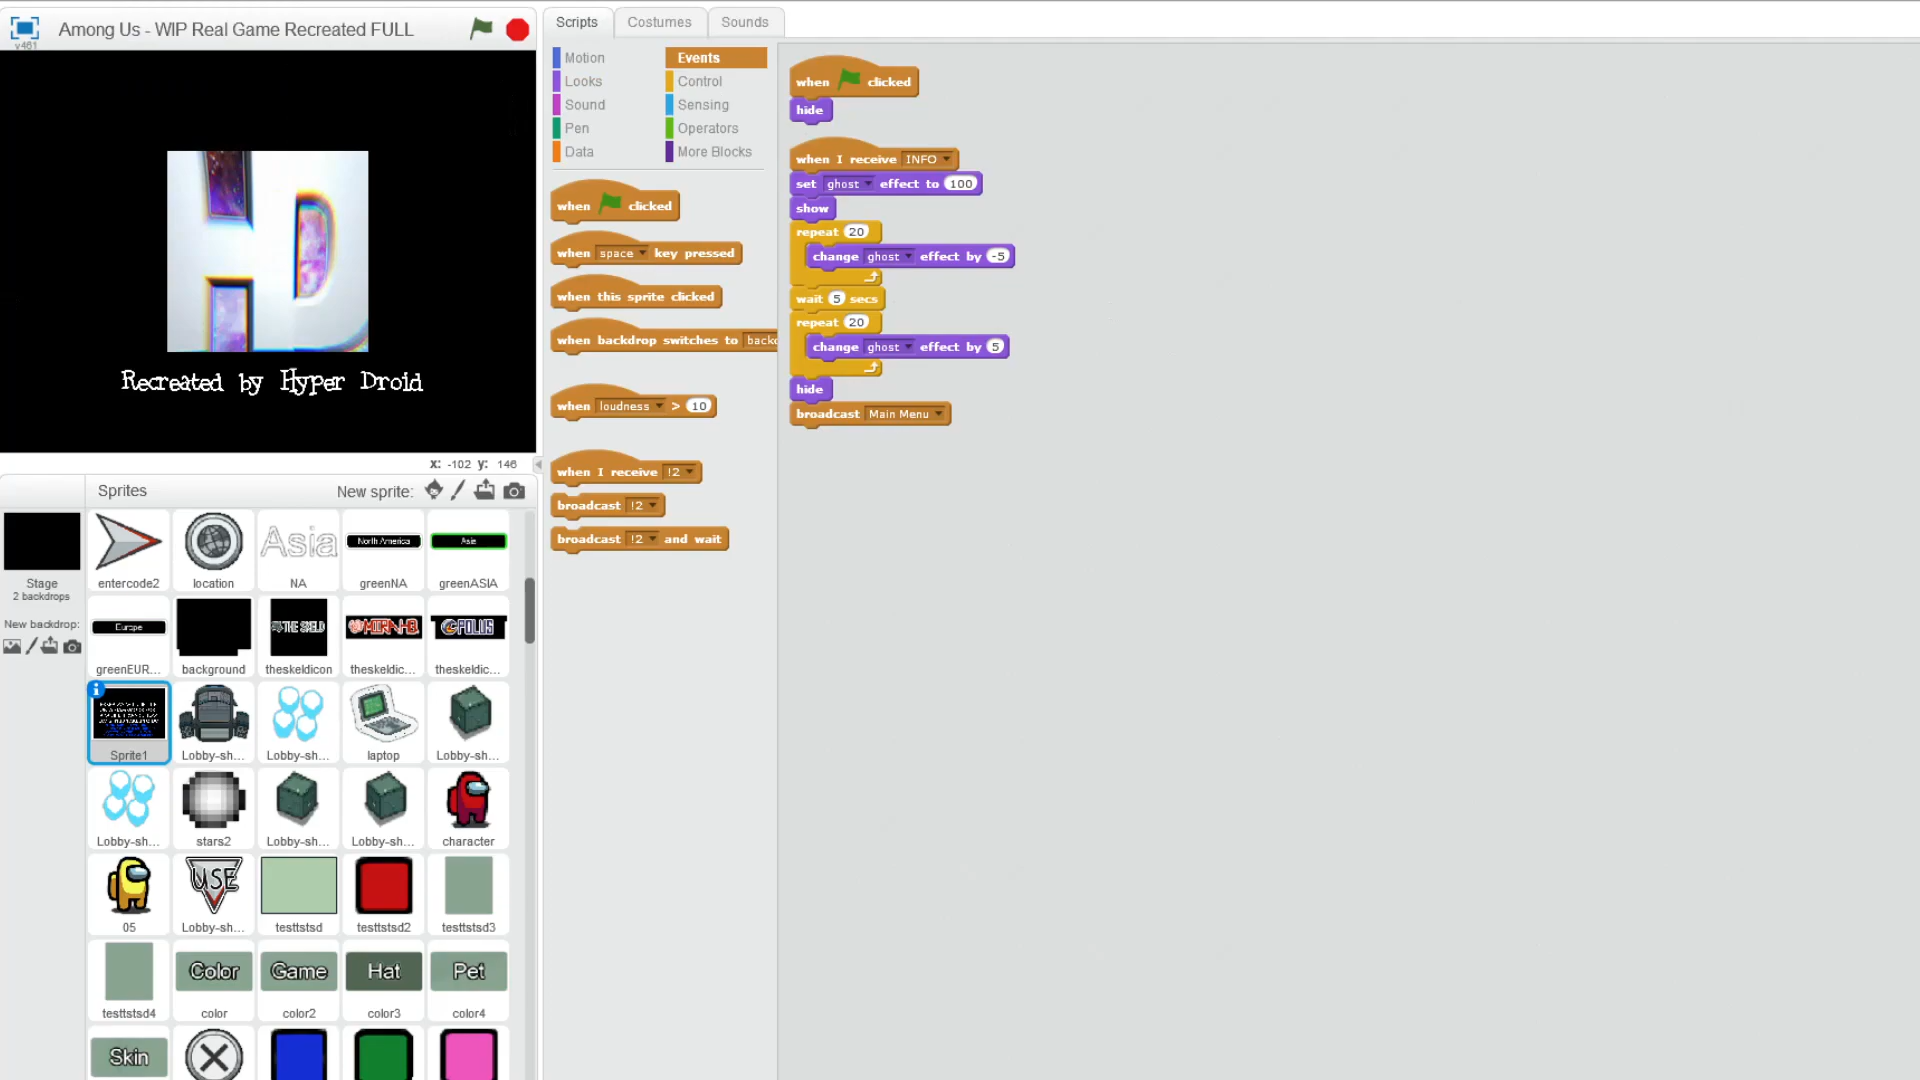 Among Us - WIP Real Game Recreated FULL
v461
Recreated by Hyper Droid
x: -102 y: 146
Scripts
Costumes
Sounds
Motion
Looks
Sound
Pen
Data
Events
Control
Sensing
Operators
More Blocks
when clicked
when space key pressed
when this sprite clicked
when backdrop switches to
when loudness > 10
when I receive !2
broadcast !2
broadcast !2 and wait
when clicked
hide
when I receive INFO
set ghost effect to 100
show
repeat 20
change ghost effect by -5
wait 5 secs
repeat 20
change ghost effect by 5
hide
broadcast Main Menu
Sprites
New sprite:
Stage
2 backdrops
New backdrop:
Asia
North America
Asia
entercode2
location
NA
greenNA
greenASIA
Europe
THE SKELD
MIRA HQ
POLUS
greenEUR...
background
theskeldicon
theskeldic...
theskeldic...
i
Sprite1
Lobby-sh...
Lobby-sh...
laptop
Lobby-sh...
Lobby-sh...
stars2
Lobby-sh...
Lobby-sh...
character
USE
05
Lobby-sh...
testtstsd
testtstsd2
testtstsd3
Color
Game
Hat
Pet
testtstsd4
color
color2
color3
color4
Skin